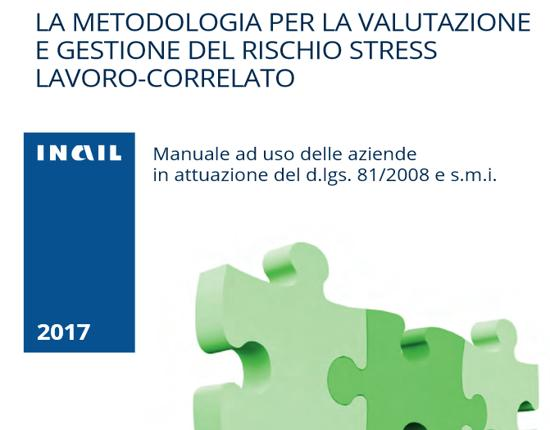 LA METODOLOGIA PER LA VALUTAZIONE
E GESTIONE DEL RISCHIO STRESS
LAVORO-CORRELATO
INAIL
Manuale ad uso delle aziende
in attuazione del d.lgs. 81/2008 e s.m.i.
2017